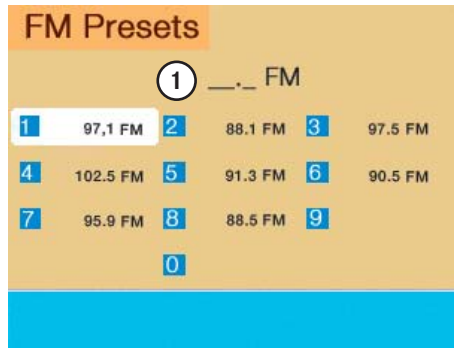 FM Presets
1 __._ FM
1 97,1 FM 2 88.1 FM 3 97.5 FM
4 102.5 FM 5 91.3 FM 6 90.5 FM
7 95.9 FM 8 88.5 FM 9
0